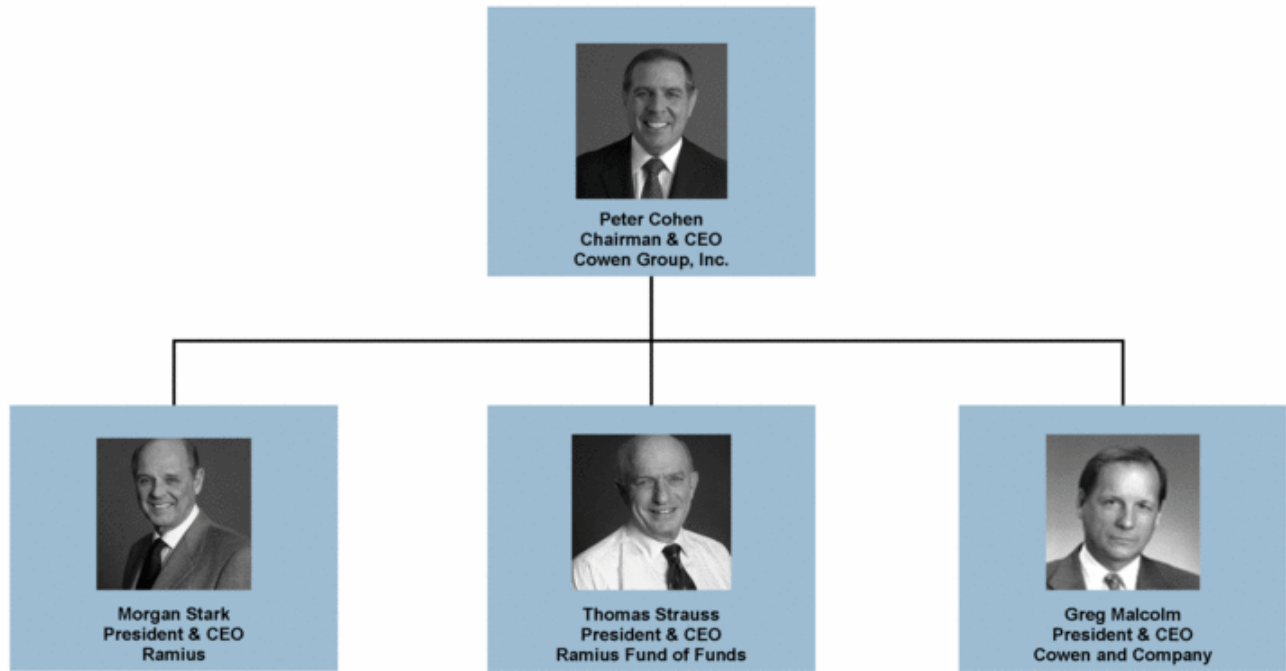 Peter Cohen
Chairman & CEO
Cowen Group, Inc.
Morgan Stark
President & CEO
Ramius
Thomas Strauss
President & CEO
Ramius Fund of Funds
Greg Malcolm
President & CEO
Cowen and Company